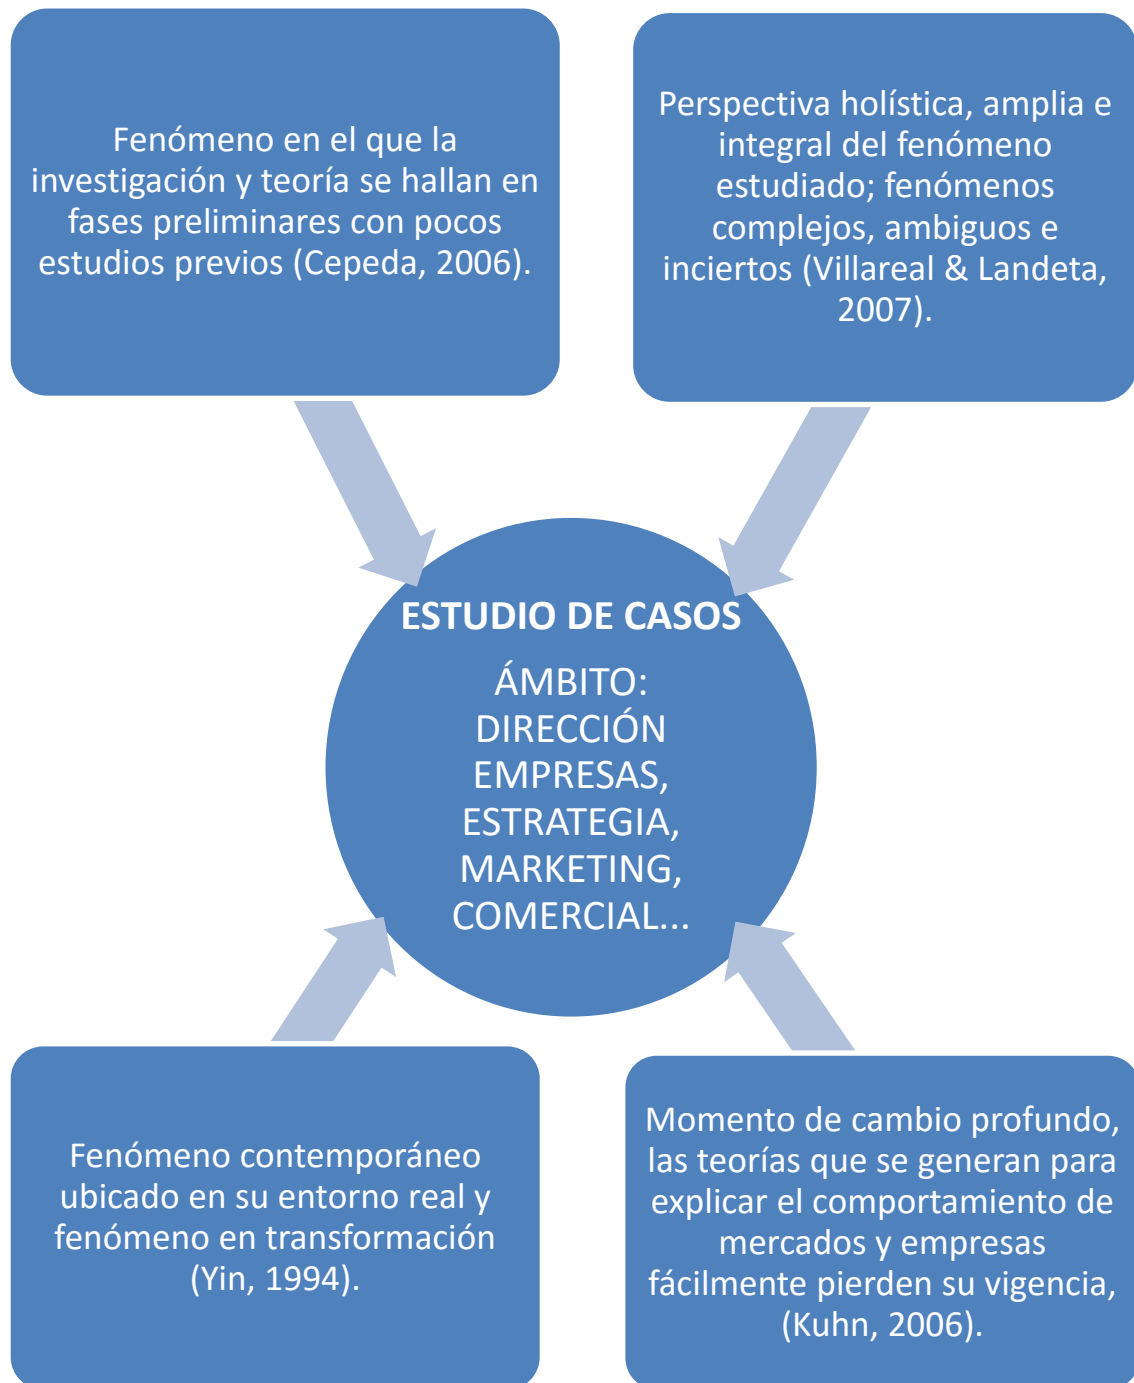 Fenómeno en el que la
investigación y teoría se hallan en
fases preliminares con pocos
estudios previos (Cepeda, 2006).
Perspectiva holística, amplia e
integral del fenómeno
estudiado; fenómenos
complejos, ambiguos e
inciertos (Villareal & Landeta,
2007).
ESTUDIO DE CASOS
ÁMBITO:
DIRECCIÓN
EMPRESAS,
ESTRATEGIA,
MARKETING,
COMERCIAL...
Fenómeno contemporáneo
ubicado en su entorno real y
fenómeno en transformación
(Yin, 1994).
Momento de cambio profundo,
las teorías que se generan para
explicar el comportamiento de
mercados y empresas
fácilmente pierden su vigencia,
(Kuhn, 2006).